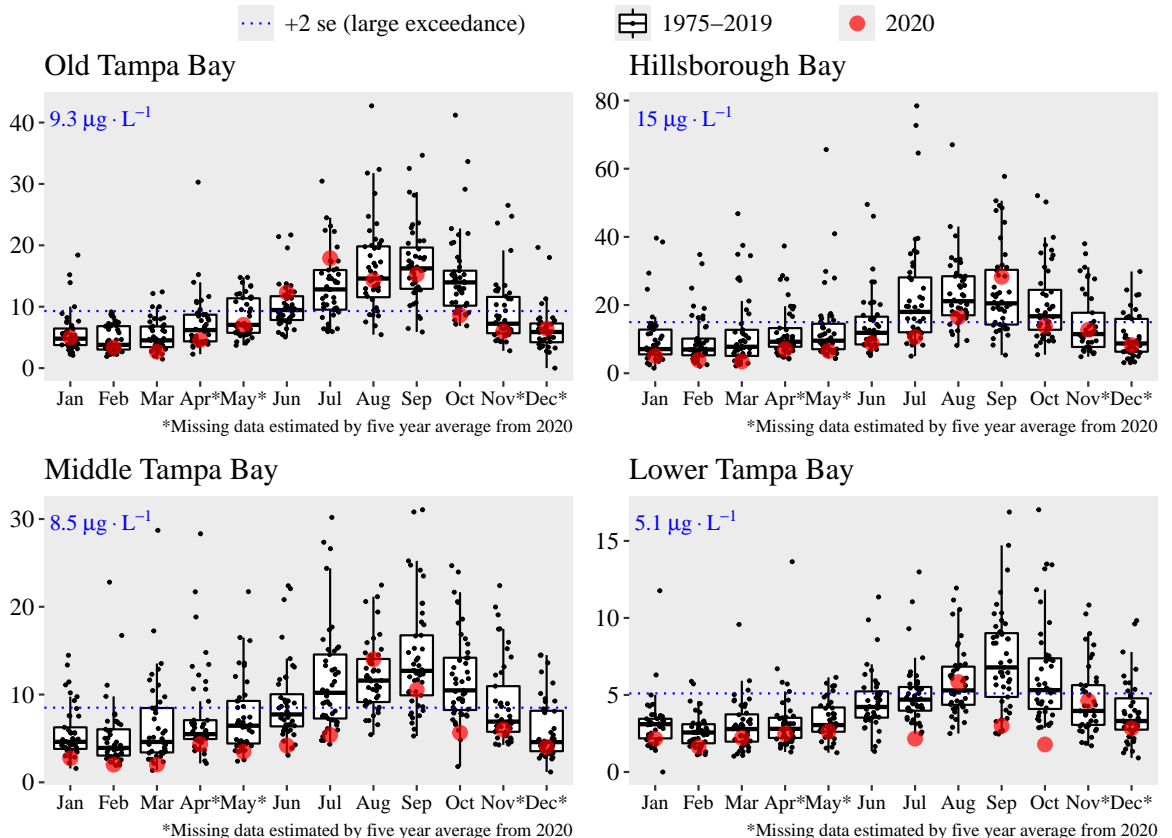 +2 se (large exceedance) 1975–2019 2020
Old Tampa Bay
9.3 μg · L⁻¹
40
30
20
10
0
Jan Feb Mar Apr* May* Jun Jul Aug Sep Oct Nov* Dec*
*Missing data estimated by five year average from 2020
Hillsborough Bay
15 μg · L⁻¹
80
60
40
20
0
Jan Feb Mar Apr* May* Jun Jul Aug Sep Oct Nov* Dec*
*Missing data estimated by five year average from 2020
Middle Tampa Bay
8.5 μg · L⁻¹
30
20
10
0
Jan Feb Mar Apr* May* Jun Jul Aug Sep Oct Nov* Dec*
*Missing data estimated by five year average from 2020
Lower Tampa Bay
5.1 μg · L⁻¹
15
10
5
0
Jan Feb Mar Apr* May* Jun Jul Aug Sep Oct Nov* Dec*
*Missing data estimated by five year average from 2020